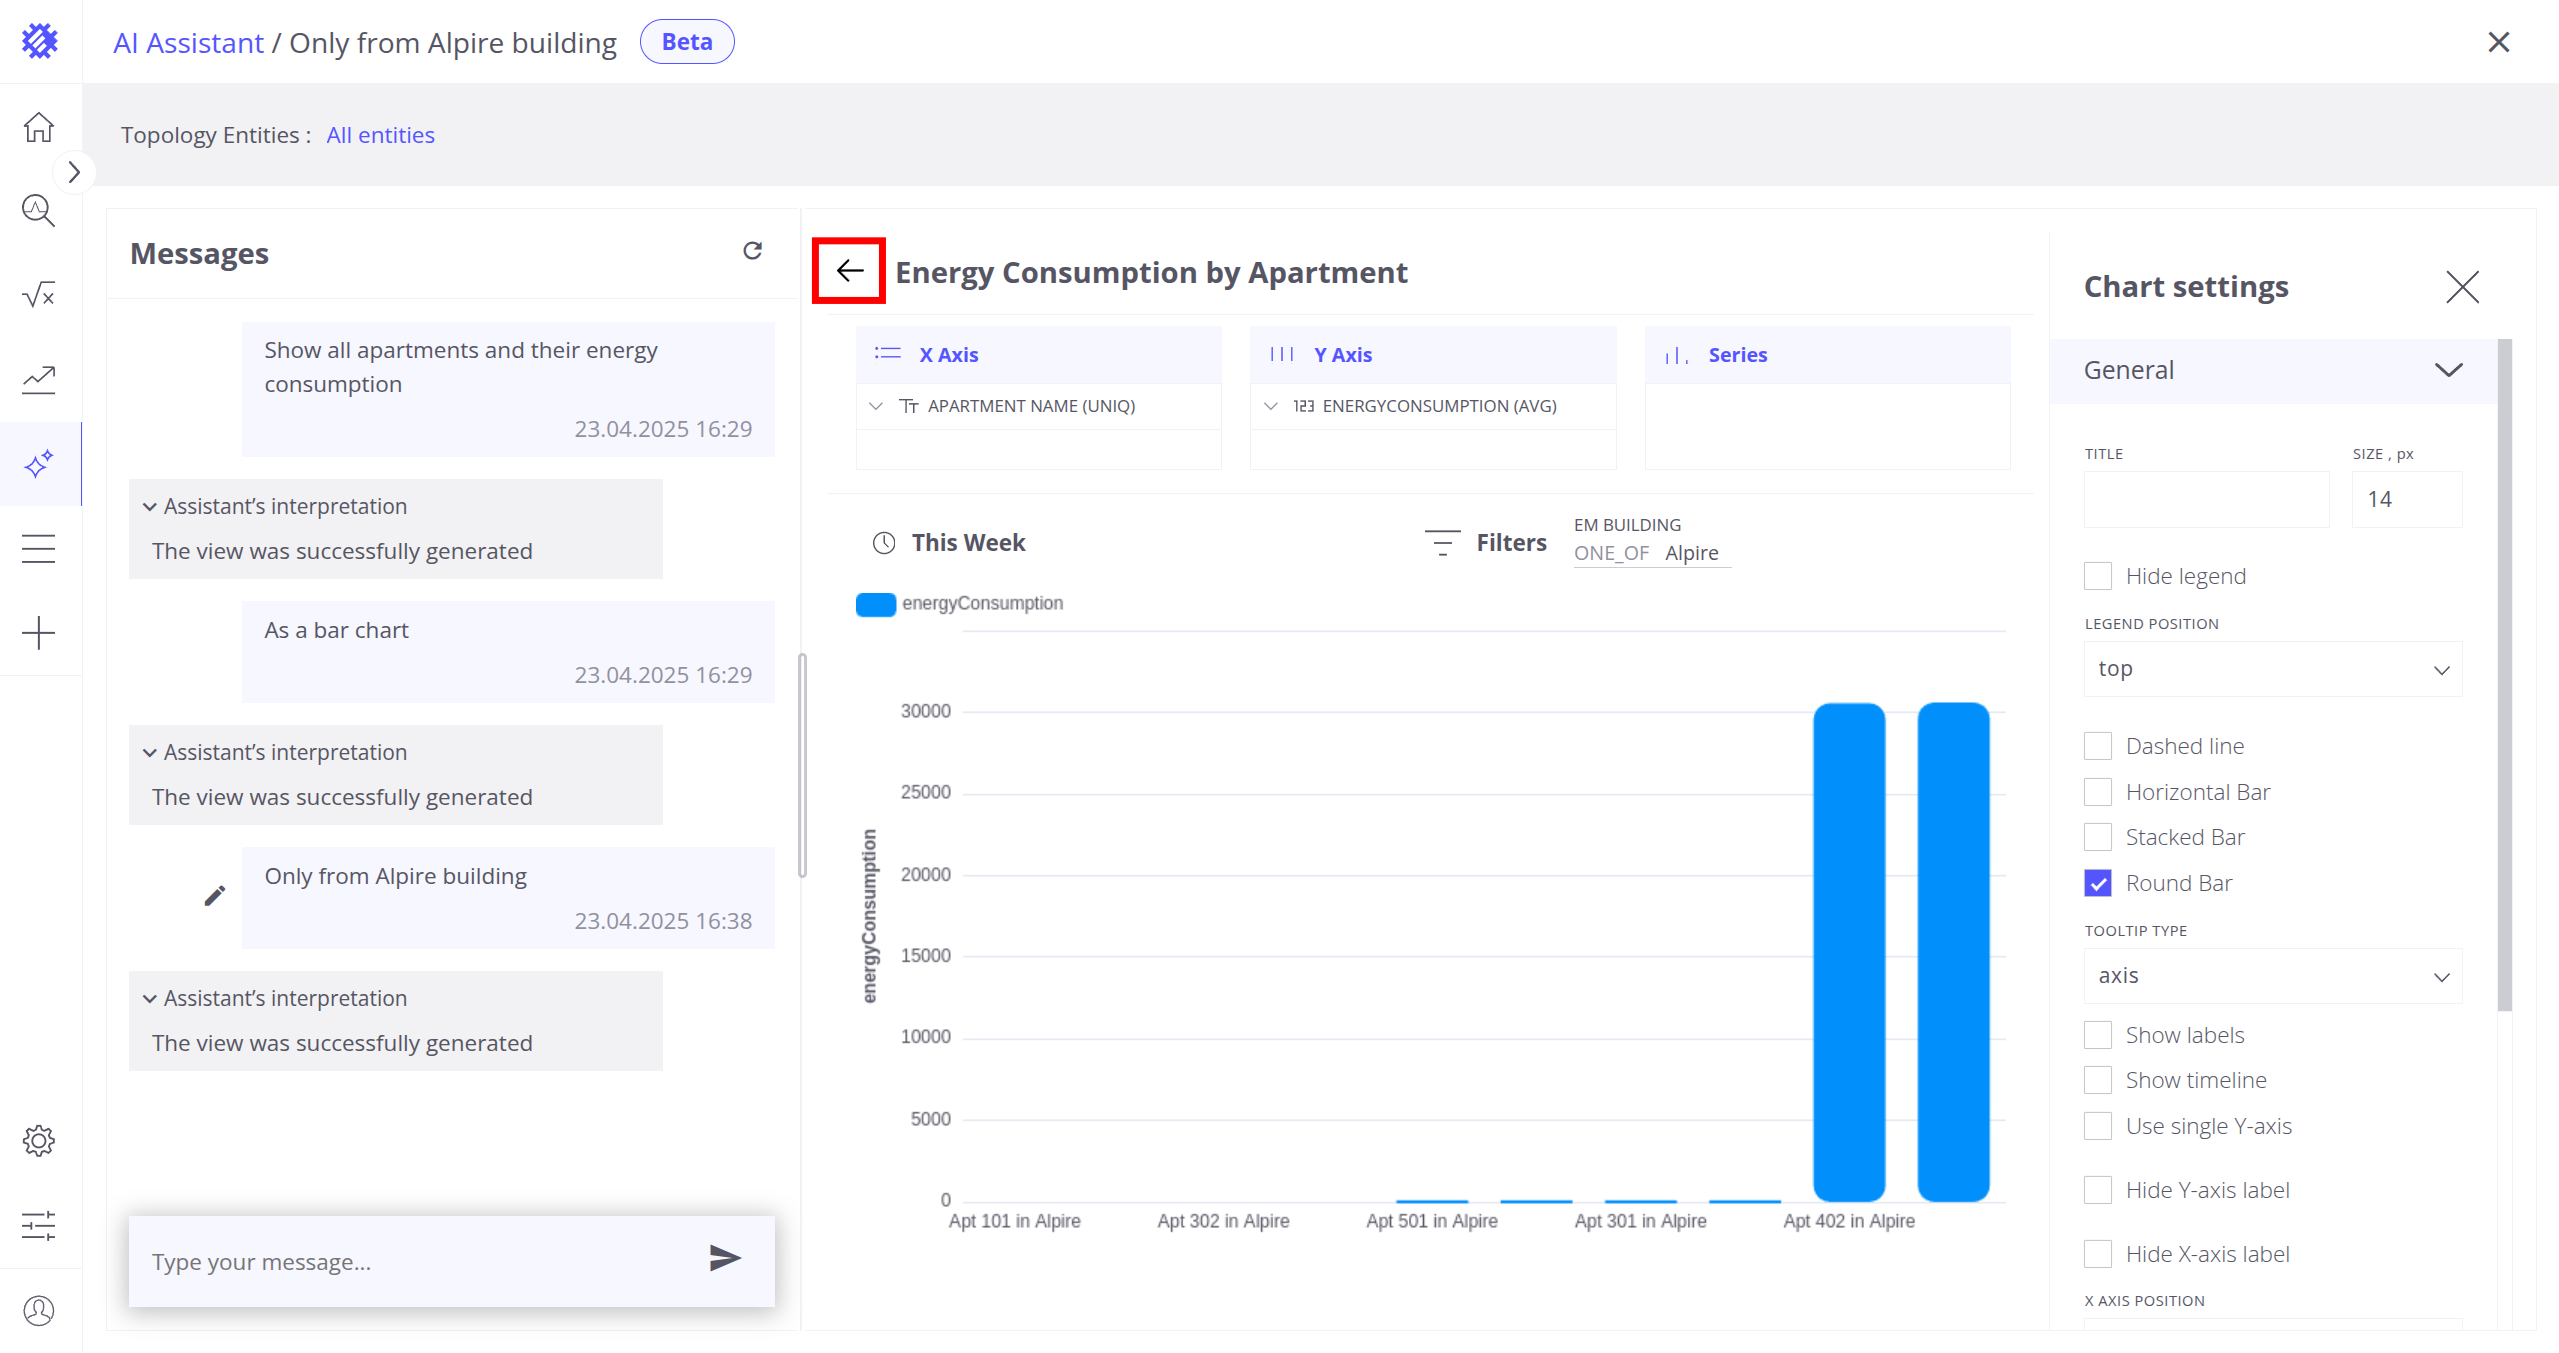 AI Assistant / Only from Alpire building Beta
Topology Entities : All entities
Messages
Show all apartments and their energy
consumption
23.04.2025 16:29
Assistant’s interpretation
The view was successfully generated
As a bar chart
23.04.2025 16:29
Assistant’s interpretation
The view was successfully generated
Only from Alpire building
23.04.2025 16:38
Assistant’s interpretation
The view was successfully generated
Type your message...
Energy Consumption by Apartment
X Axis
APARTMENT NAME (UNIQ)
Y Axis
123 ENERGYCONSUMPTION (AVG)
Series
This Week
Filters
EM BUILDING
ONE_OF Alpire
energyConsumption
energyConsumption
30000
25000
20000
15000
10000
5000
0
Apt 101 in Alpire
Apt 302 in Alpire
Apt 501 in Alpire
Apt 301 in Alpire
Apt 402 in Alpire
Chart settings
General
TITLE
SIZE , px
14
Hide legend
LEGEND POSITION
top
Dashed line
Horizontal Bar
Stacked Bar
Round Bar
TOOLTIP TYPE
axis
Show labels
Show timeline
Use single Y-axis
Hide Y-axis label
Hide X-axis label
X AXIS POSITION